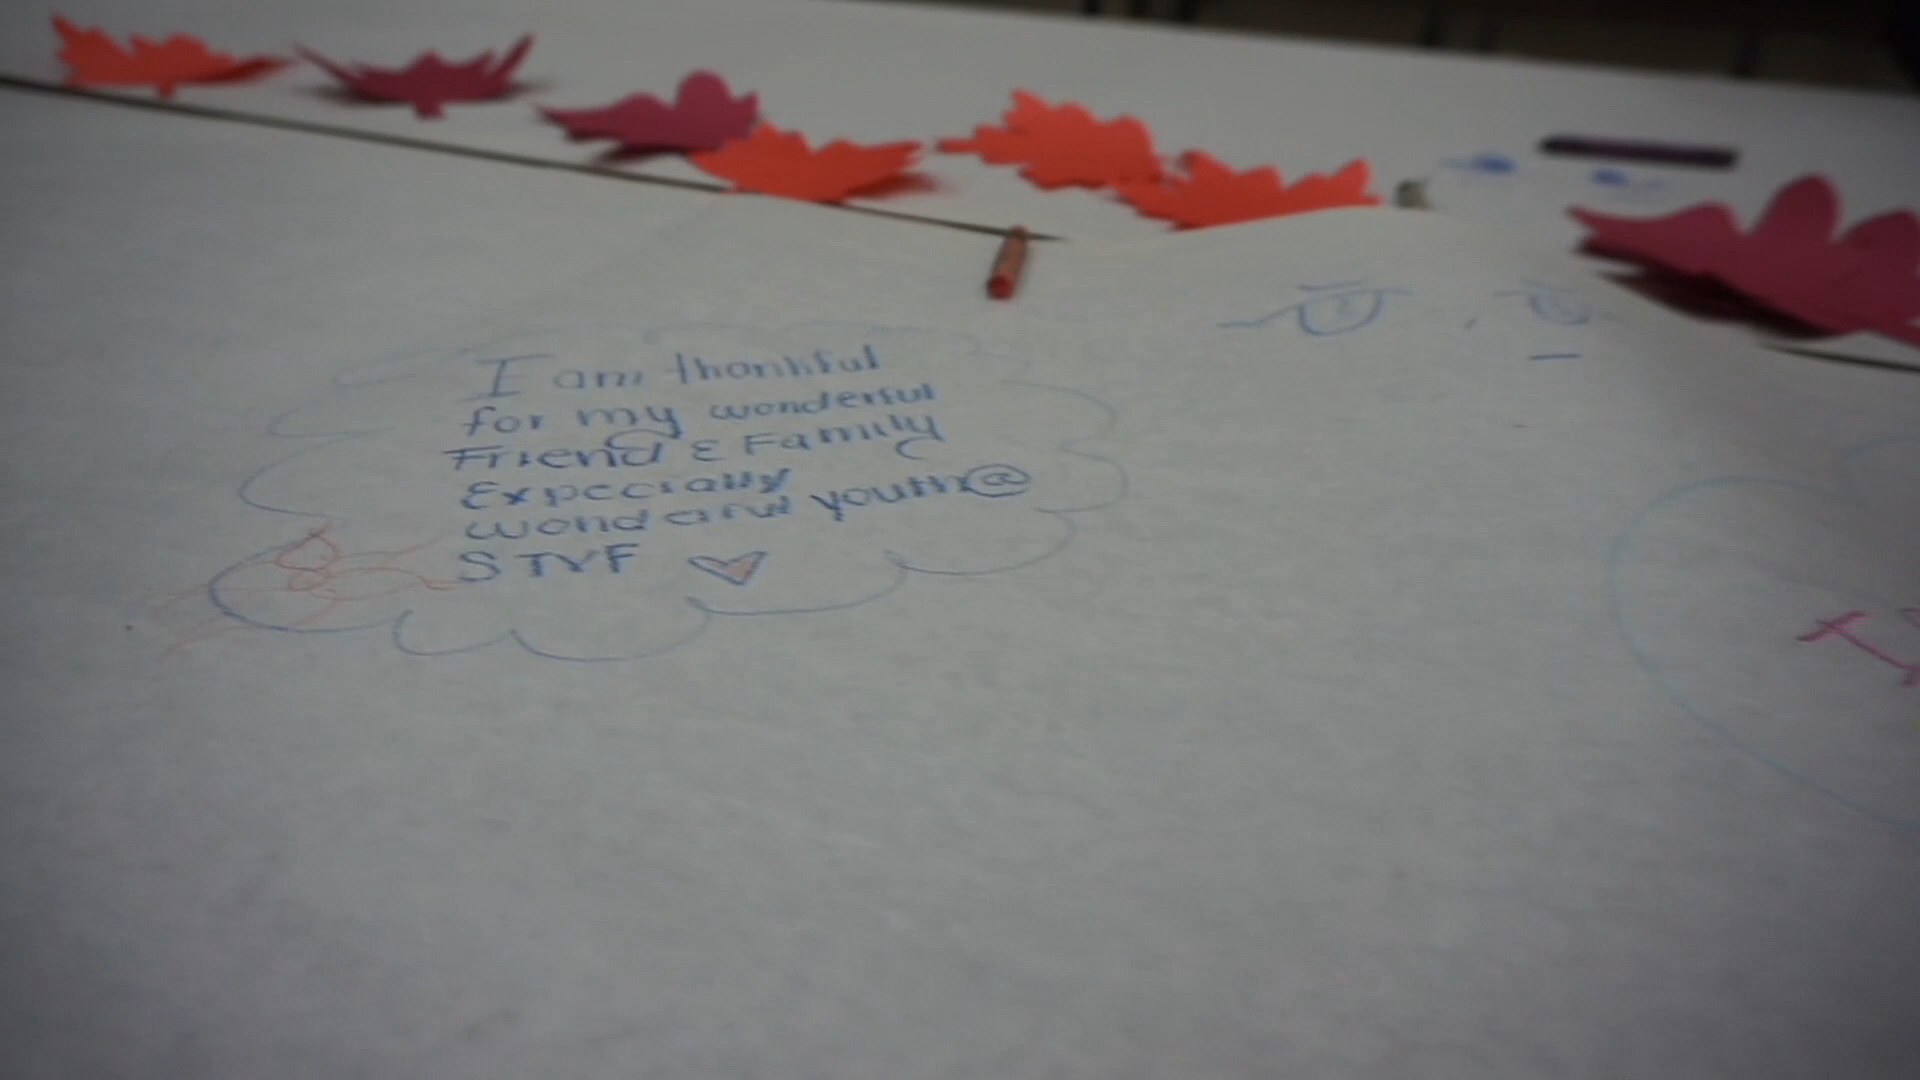 I am thankful
for my wonderful
Friend & Family
Expecially
wonderful youth@
STYF
I